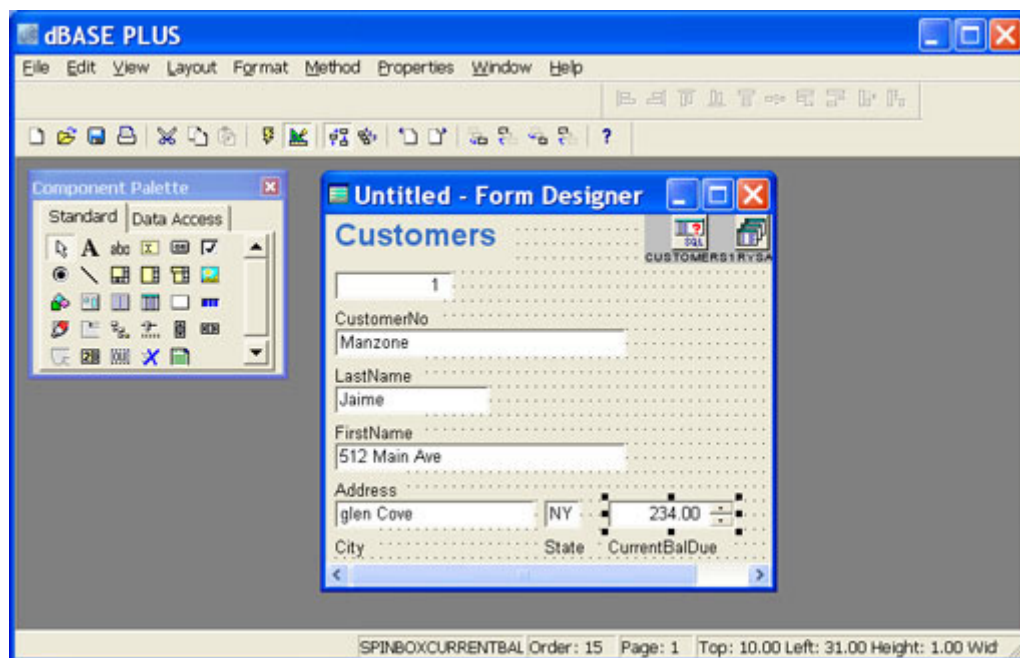 dBASE PLUS
File Edit View Layout Format Method Properties Window Help
Component Palette
Standard Data Access
A abc
Untitled - Form Designer
Customers
SQL
CUSTOMERS1
1
CustomerNo
Manzone
LastName
Jaime
FirstName
512 Main Ave
Address
glen Cove NY 234.00
City State CurrentBalDue
SPINBOXCURRENTBAL Order: 15 Page: 1 Top: 10.00 Left: 31.00 Height: 1.00 Wid